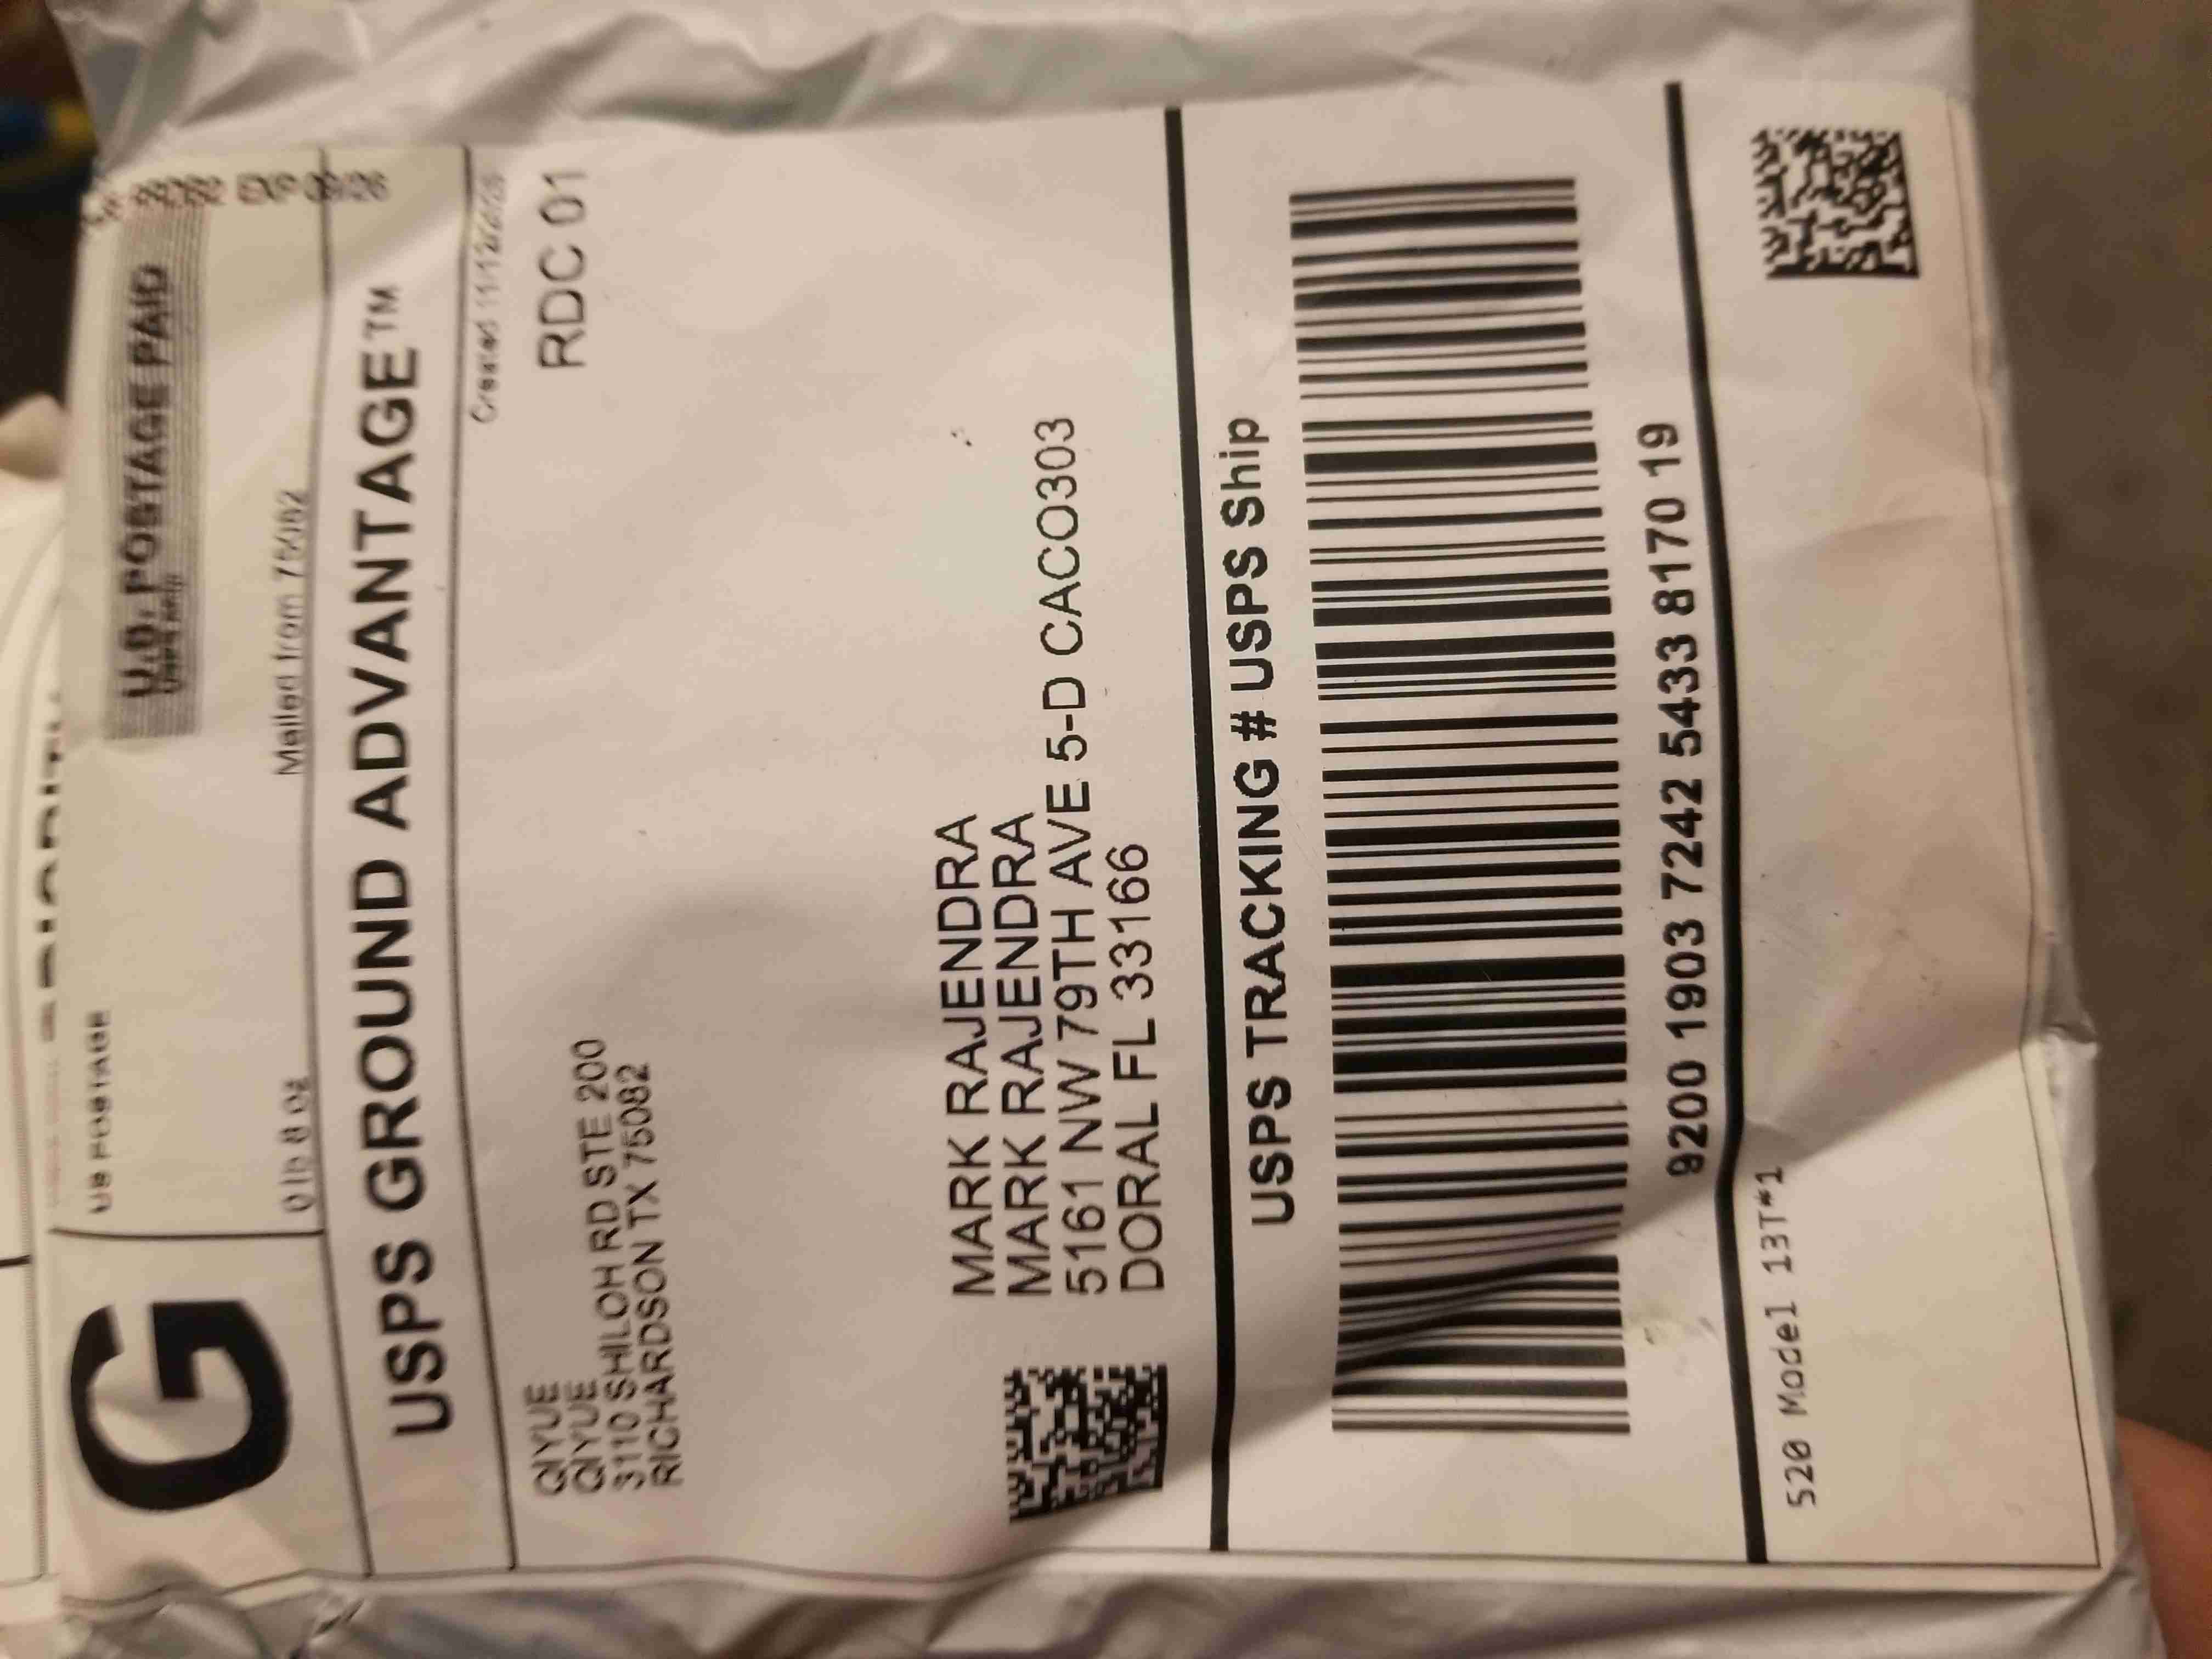 G
US POSTAGE
U.S. POSTAGE PAID
0 lb 8 oz
Mailed from 75082
USPS GROUND ADVANTAGE™
Created
RDC 01
QIYUE
QIYUE
3110 SHILOH RD STE 200
RICHARDSON TX 75082
MARK RAJENDRA
MARK RAJENDRA
5161 NW 79TH AVE 5-D CACO303
DORAL FL 33166
USPS TRACKING # USPS Ship
9200 1903 7242 5433 8170 19
520 Model 13T*1